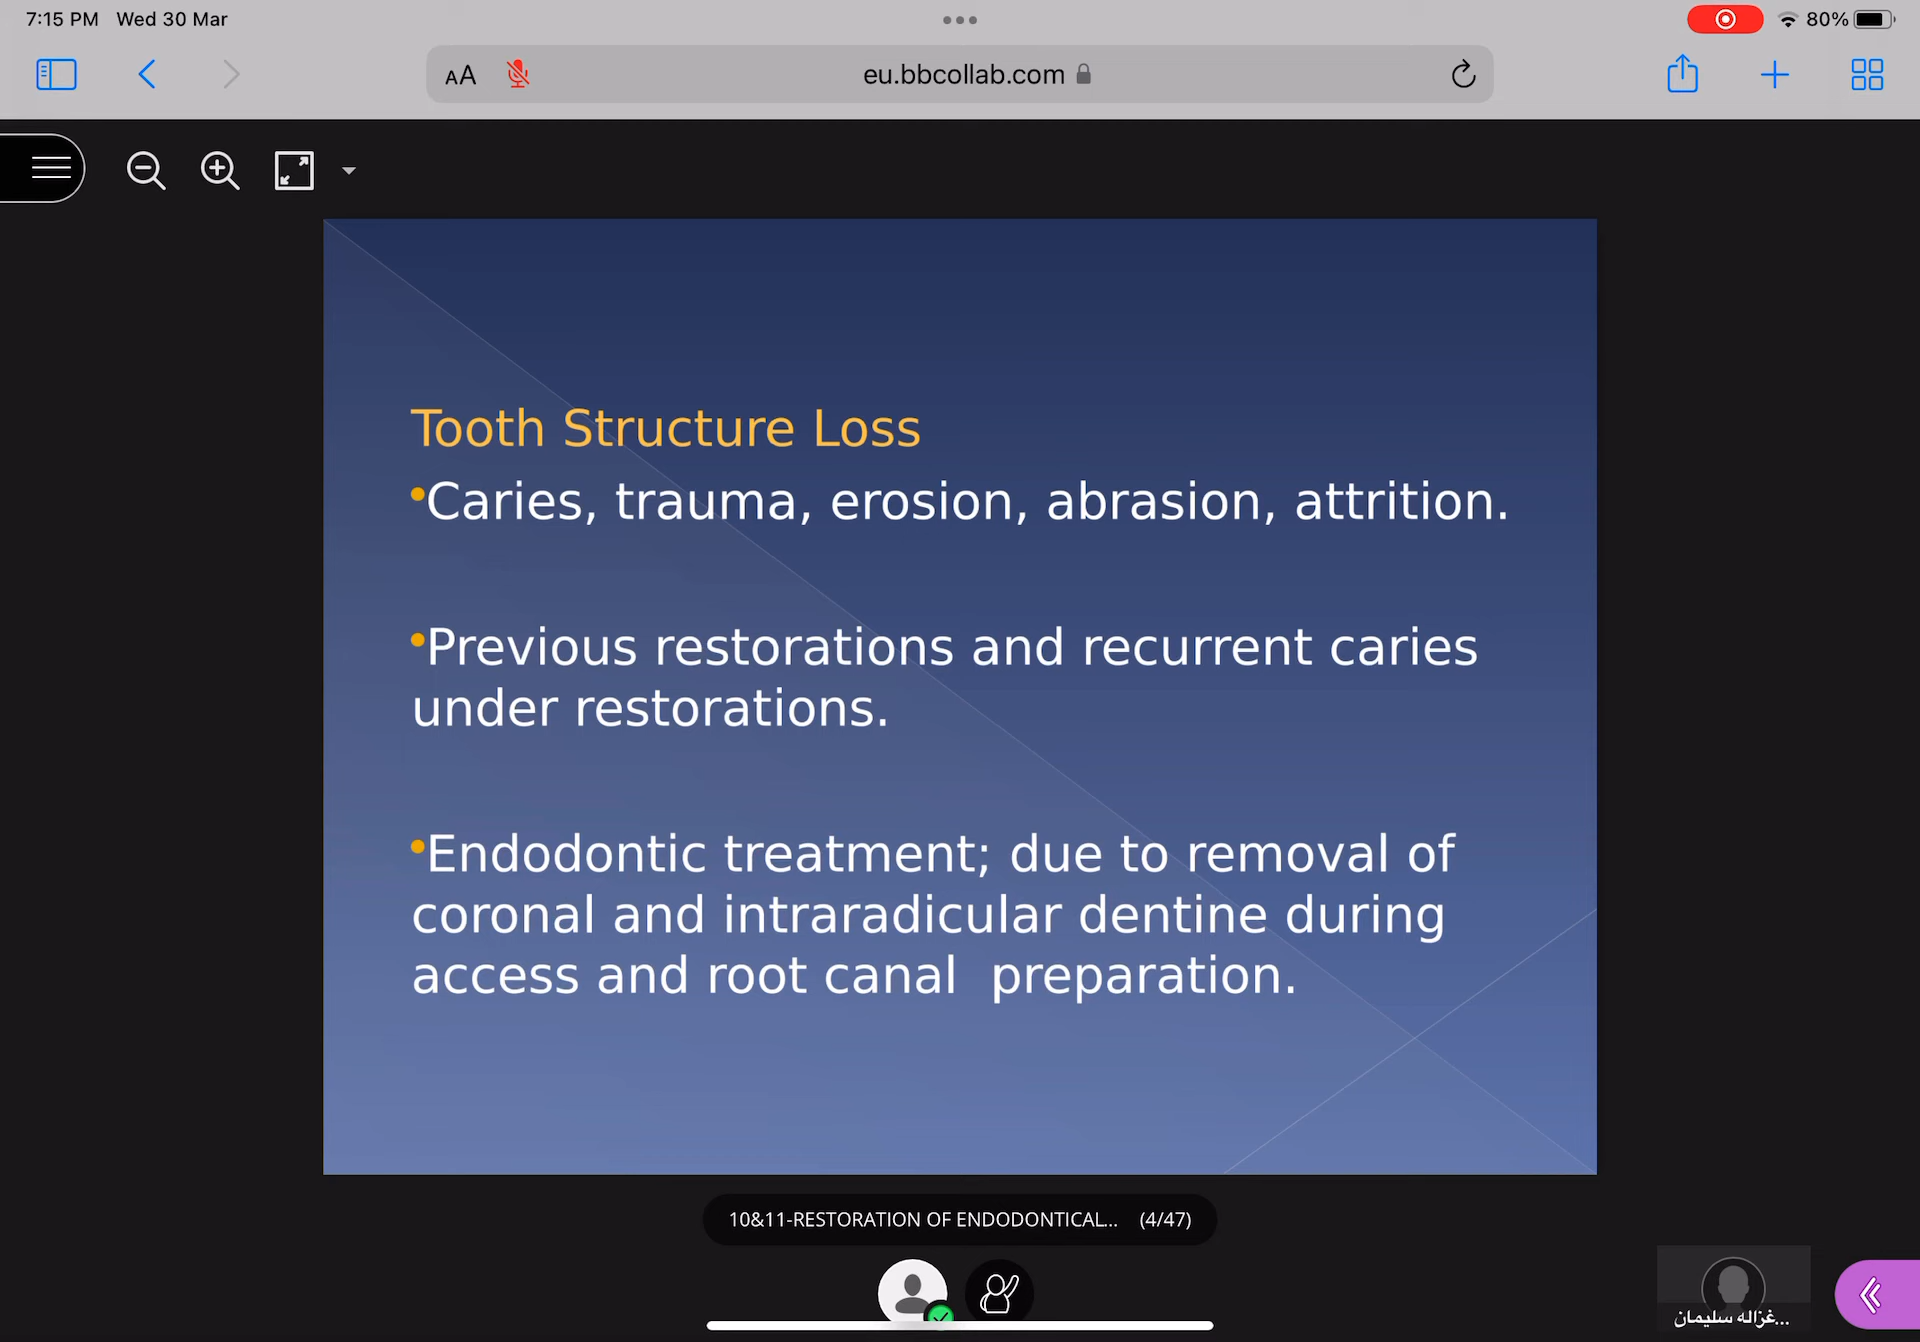 7:15 PM Wed 30 Mar
80%
AA
eu.bbcollab.com
Tooth Structure Loss
•Caries, trauma, erosion, abrasion, attrition.
•Previous restorations and recurrent caries
under restorations.
•Endodontic treatment; due to removal of
coronal and intraradicular dentine during
access and root canal preparation.
10&11-RESTORATION OF ENDODONTICAL... (4/47)
غزاله سليمان...